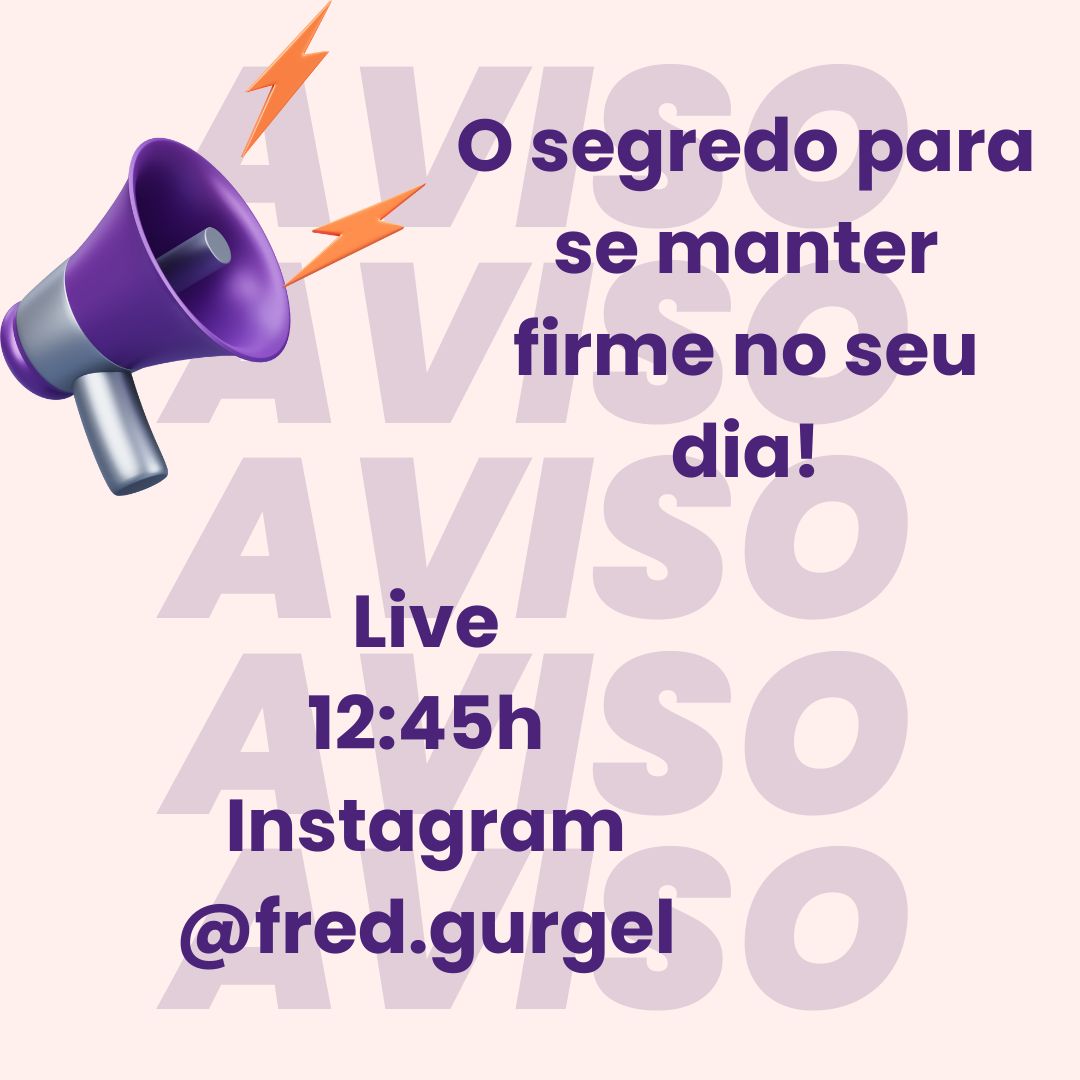 AVISO
O segredo para
AVISO
se manter
firme no seu
AVISO
dia!
Live
AVISO
12:45h
Instagram
AVISO
@fred.gurgel